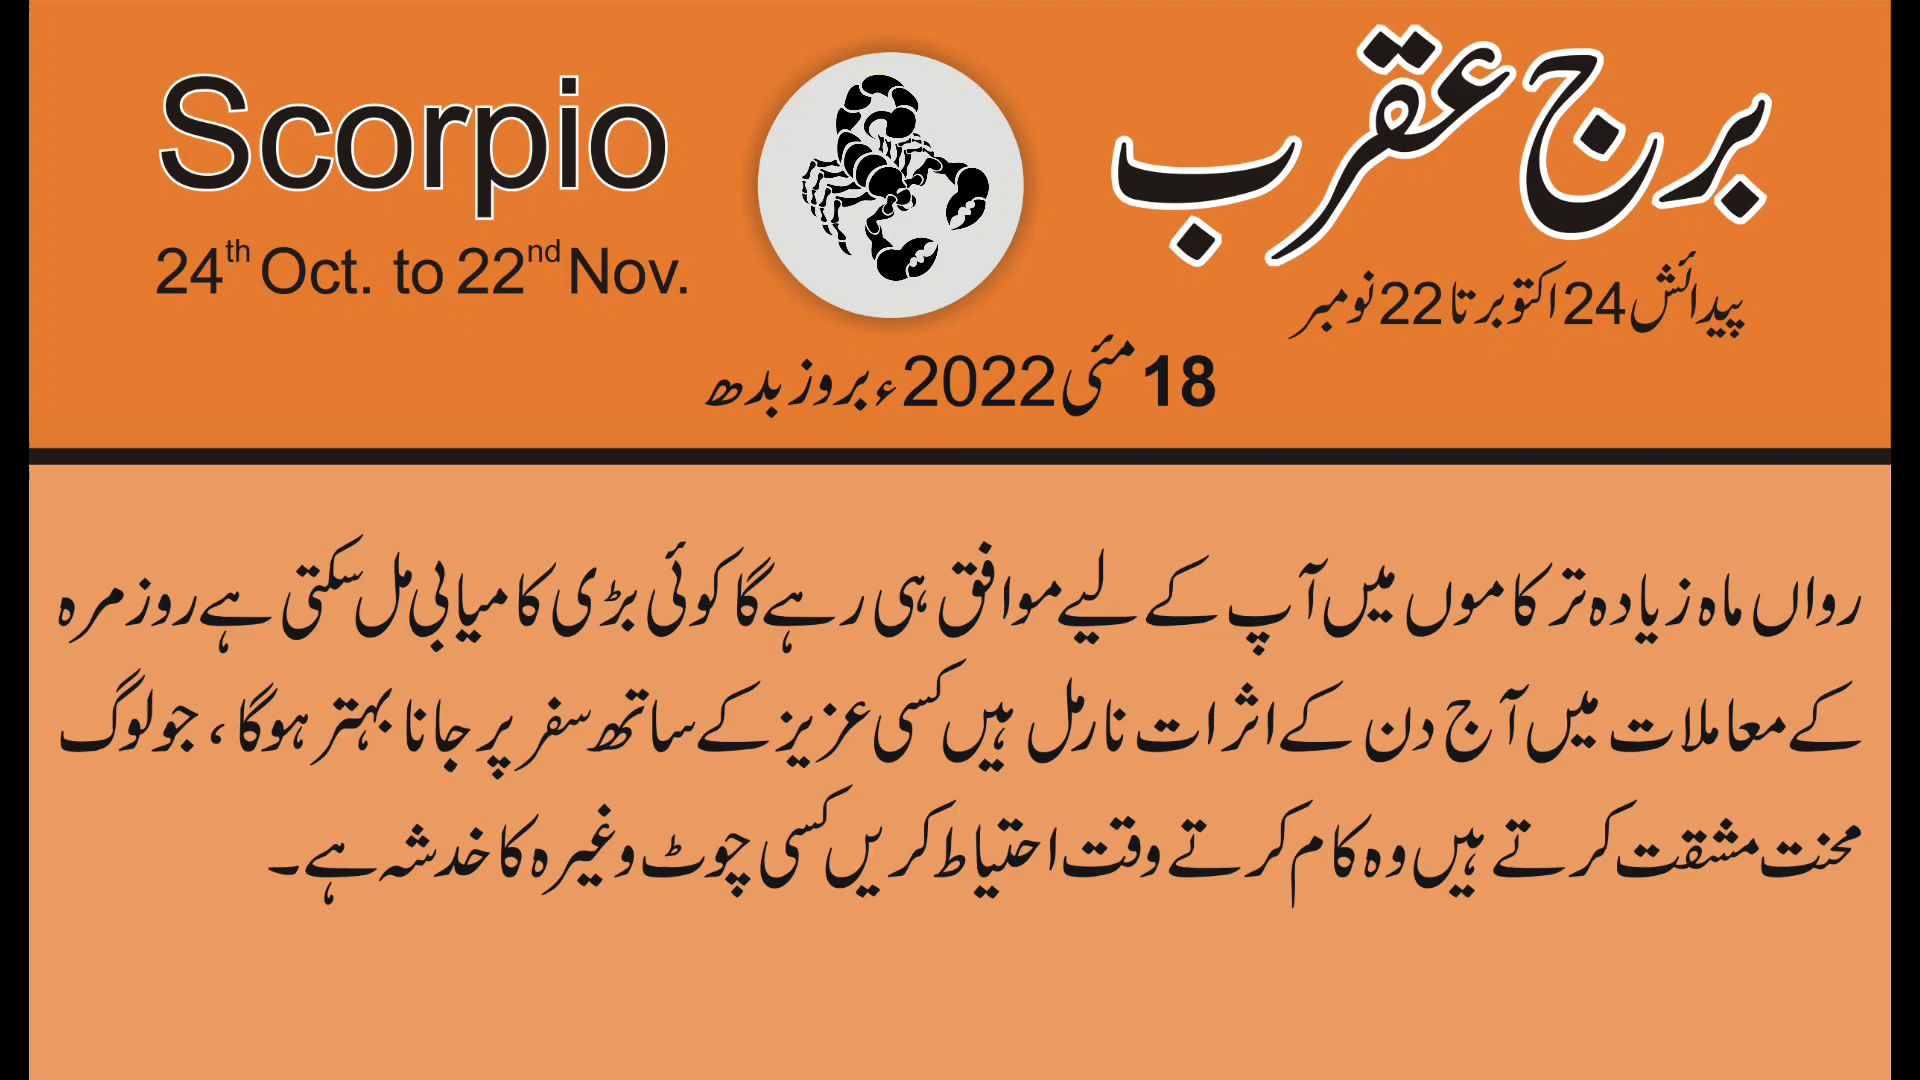 Scorpio
برج عقرب
24th Oct. to 22nd Nov.
پیدائش 24 اکتوبر تا 22 نومبر
18 مئی 2022ء بروز بدھ
رواں ماہ زیادہ تر کاموں میں آپ کے لیے موافق ہی رہے گا کوئی بڑی کامیابی مل سکتی ہے روز مرہ
کے معاملات میں آج دن کے اثرات نارمل ہیں کسی عزیز کے ساتھ سفر پر جانا بہتر ہوگا ، جو لوگ
محنت مشقت کرتے ہیں وہ کام کرتے وقت احتیاط کریں کسی چوٹ وغیرہ کا خدشہ ہے۔